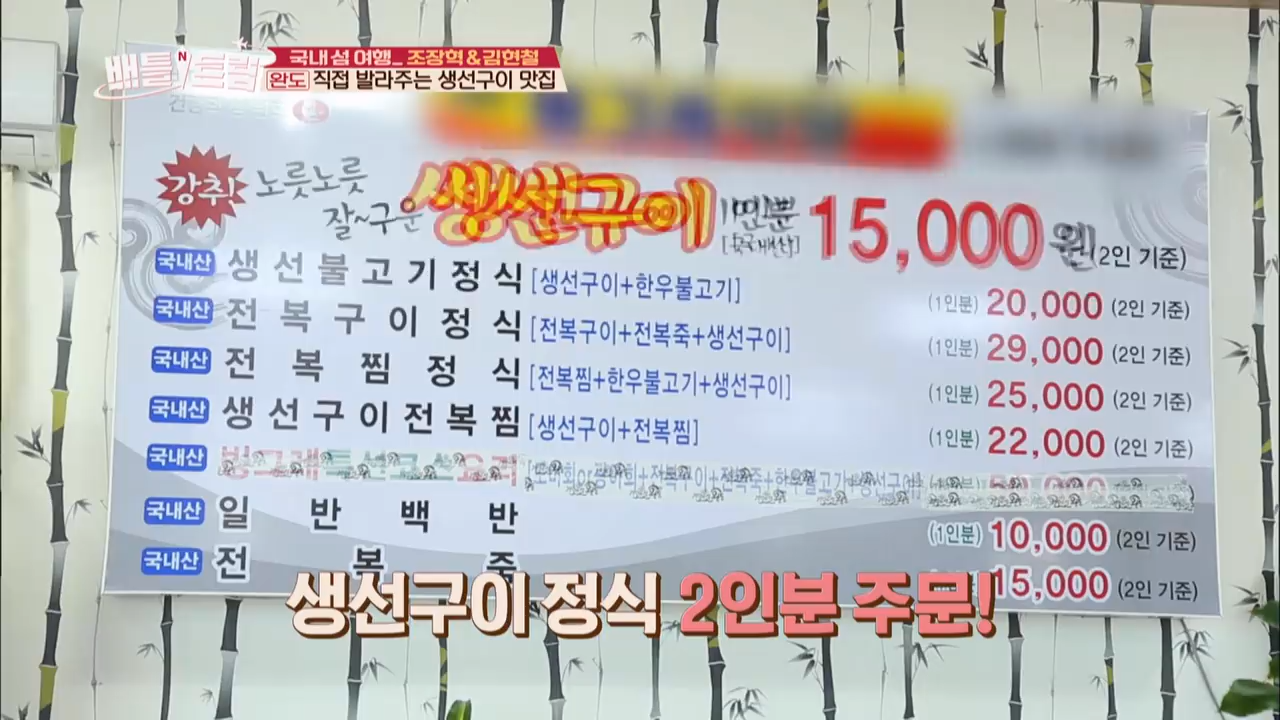 배틀N트립
국내 섬 여행_ 조장혁&김현철
완도 직접 발라주는 생선구이 맛집
강추! 노릇노릇 잘~구운 생선구이 1인분 [국내산] 15,000원 (2인 기준)
국내산 생선불고기정식 [생선구이+한우불고기] (1인분) 20,000 (2인 기준)
국내산 전복구이정식 [전복구이+전복죽+생선구이] (1인분) 29,000 (2인 기준)
국내산 전복찜정식 [전복찜+한우불고기+생선구이] (1인분) 25,000 (2인 기준)
국내산 생선구이전복찜 [생선구이+전복찜] (1인분) 22,000 (2인 기준)
국내산
국내산 일반백반 (1인분) 10,000 (2인 기준)
국내산 전복죽 15,000 (2인 기준)
생선구이 정식 2인분 주문!